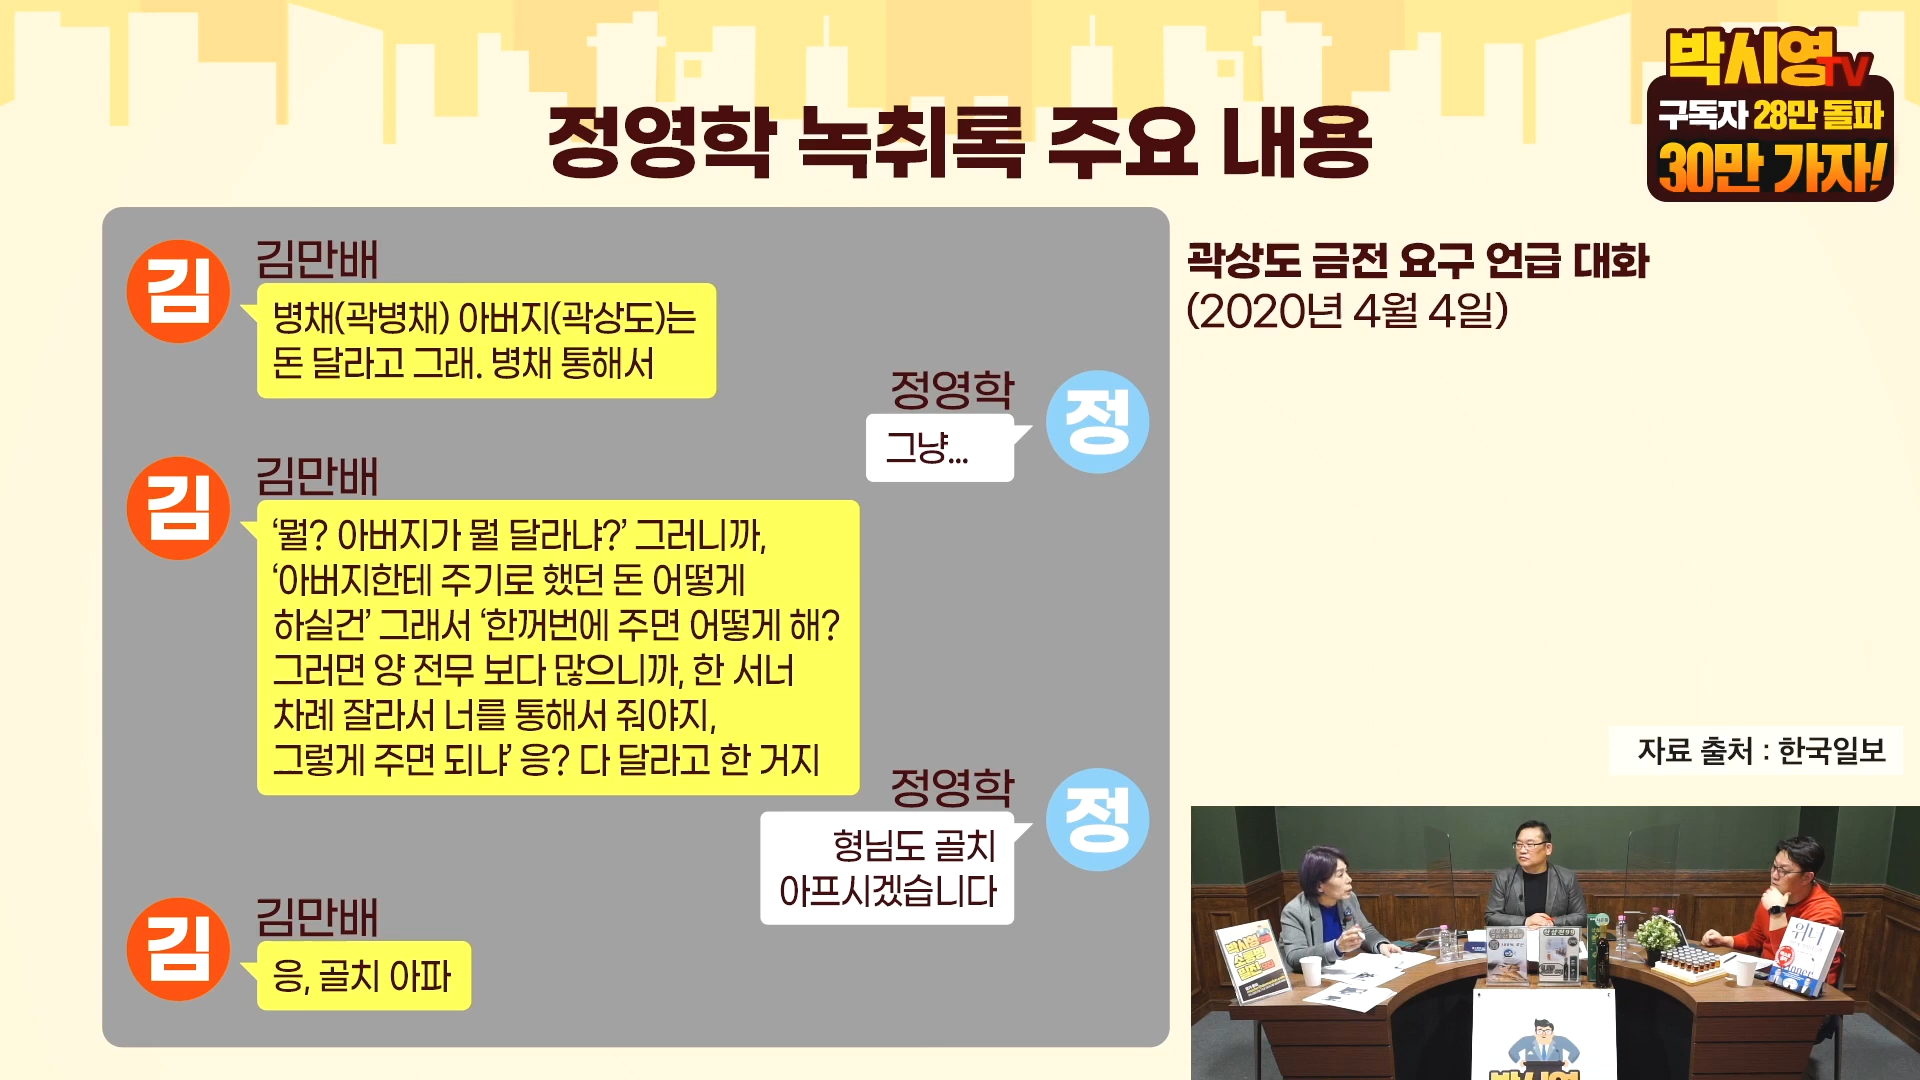 박시영TV
구독자 28만 돌파
30만 가자!
정영학 녹취록 주요 내용
곽상도 금전 요구 언급 대화
(2020년 4월 4일)
김
김만배
병채(곽병채) 아버지(곽상도)는
돈 달라고 그래. 병채 통해서
정영학
정
그냥...
김
김만배
‘뭘? 아버지가 뭘 달라냐?’ 그러니까,
‘아버지한테 주기로 했던 돈 어떻게
하실건’ 그래서 ‘한꺼번에 주면 어떻게 해?
그러면 양 전무 보다 많으니까, 한 서너
차례 잘라서 너를 통해서 줘야지,
그렇게 주면 되냐’ 응? 다 달라고 한 거지
정영학
정
형님도 골치
아프시겠습니다
김
김만배
응, 골치 아파
자료 출처 : 한국일보
박시영
위너
박시영